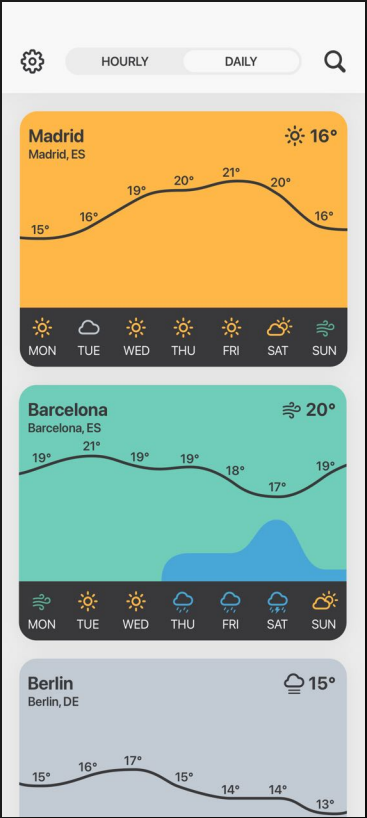 HOURLY DAILY
Madrid 16°
Madrid, ES
15° 16° 19° 20° 21° 20° 16°
MON TUE WED THU FRI SAT SUN
Barcelona 20°
Barcelona, ES
19° 21° 19° 19° 18° 17° 19°
MON TUE WED THU FRI SAT SUN
Berlin 15°
Berlin, DE
15° 16° 17° 15° 14° 14° 13°